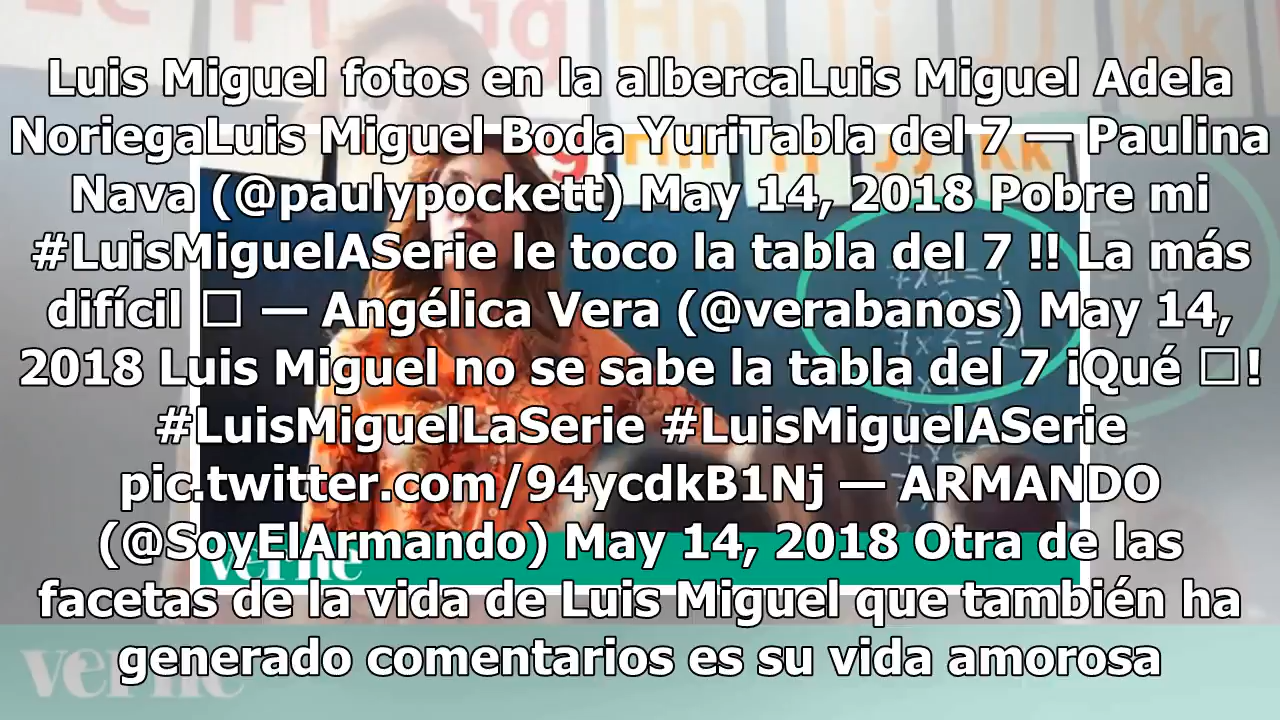 Luis Miguel fotos en la albercaLuis Miguel Adela
NoriegaLuis Miguel Boda YuriTabla del 7 — Paulina
Nava (@paulypockett) May 14, 2018 Pobre mi
#LuisMiguelASerie le toco la tabla del 7 !! La más
difícil □ — Angélica Vera (@verabanos) May 14,
2018 Luis Miguel no se sabe la tabla del 7 ¡Qué □!
#LuisMiguelLaSerie #LuisMiguelASerie
pic.twitter.com/94ycdkB1Nj — ARMANDO
(@SoyElArmando) May 14, 2018 Otra de las
facetas de la vida de Luis Miguel que también ha
generado comentarios es su vida amorosa
verne
verne